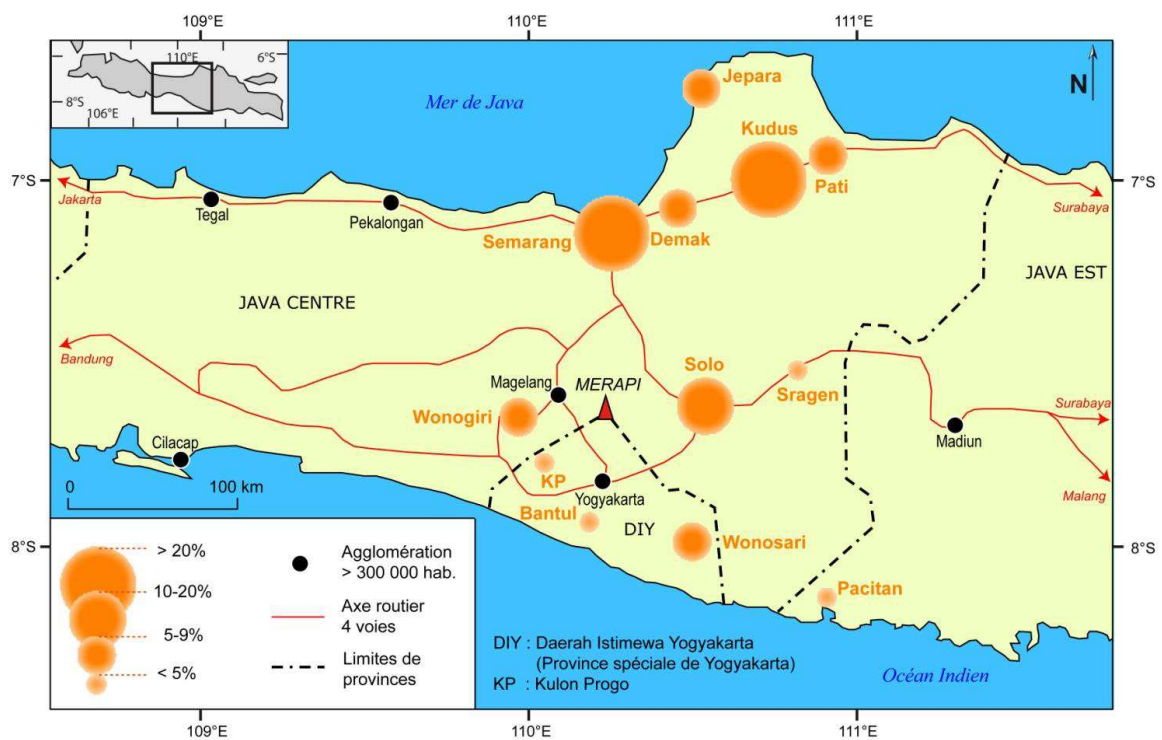 109°E
110°E
111°E
110°E
6°S
8°S
106°E
N
Mer de Java
Jepara
Kudus
Pati
7°S
7°S
Jakarta
Tegal
Pekalongan
Semarang
Demak
Surabaya
JAVA CENTRE
JAVA EST
Bandung
Magelang
MERAPI
Solo
Sragen
Wonogiri
Surabaya
Madiun
Cilacap
KP
Yogyakarta
Malang
0
100 km
Bantul
DIY
Wonosari
8°S
8°S
Pacitan
> 20%
10-20%
5-9%
< 5%
Agglomération
> 300 000 hab.
Axe routier
4 voies
Limites de
provinces
DIY : Daerah Istimewa Yogyakarta
(Province spéciale de Yogyakarta)
KP : Kulon Progo
Océan Indien
109°E
110°E
111°E